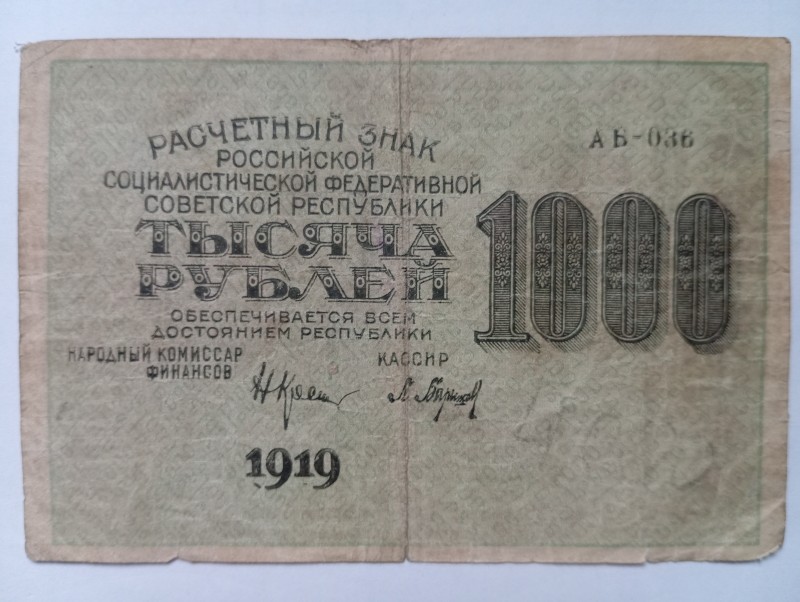 РАСЧЕТНЫЙ ЗНАК
РОССИЙСКОЙ
СОЦИАЛИСТИЧЕСКОЙ ФЕДЕРАТИВНОЙ
СОВЕТСКОЙ РЕСПУБЛИКИ
ТЫСЯЧА
РУБЛЕЙ
ОБЕСПЕЧИВАЕТСЯ ВСЕМ
ДОСТОЯНИЕМ РЕСПУБЛИКИ
НАРОДНЫЙ КОМИССАР
ФИНАНСОВ
КАССИР
1919
АБ-036
1000